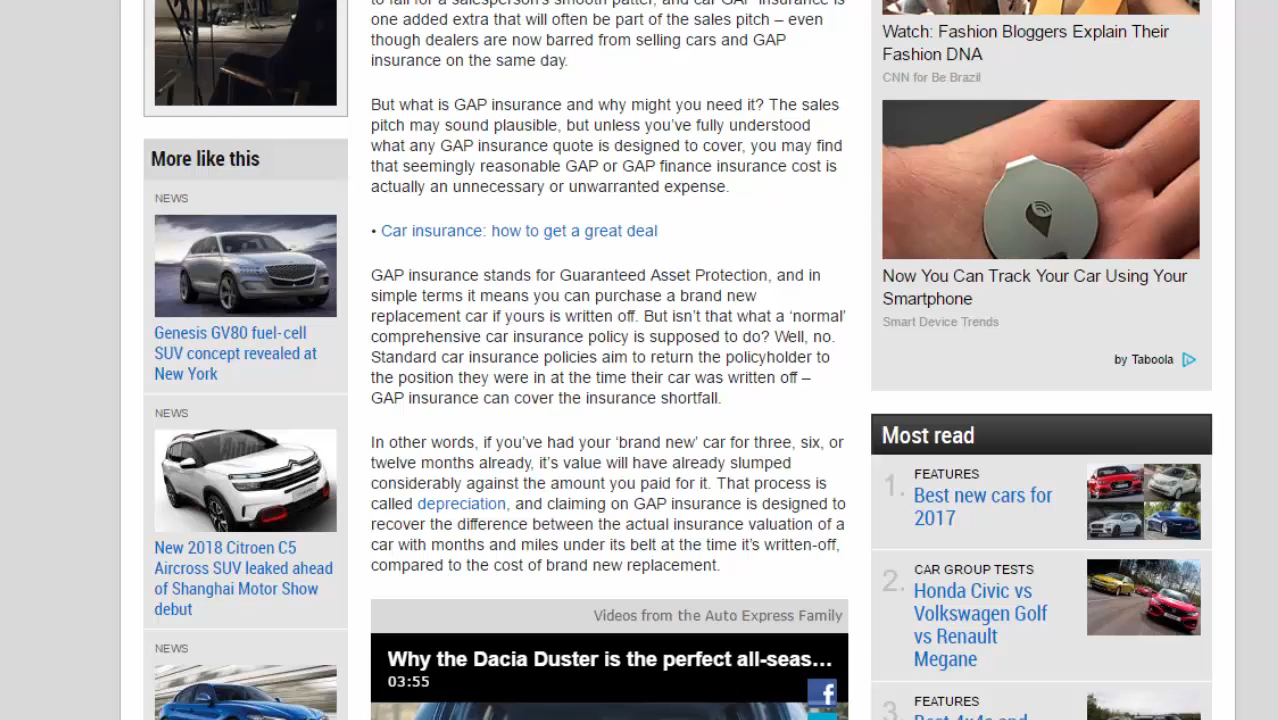 to fall for a salesperson's smooth patter, and car GAP insurance is
one added extra that will often be part of the sales pitch – even
though dealers are now barred from selling cars and GAP
insurance on the same day.
But what is GAP insurance and why might you need it? The sales
pitch may sound plausible, but unless you've fully understood
what any GAP insurance quote is designed to cover, you may find
that seemingly reasonable GAP or GAP finance insurance cost is
actually an unnecessary or unwarranted expense.
• Car insurance: how to get a great deal
GAP insurance stands for Guaranteed Asset Protection, and in
simple terms it means you can purchase a brand new
replacement car if yours is written off. But isn't that what a 'normal'
comprehensive car insurance policy is supposed to do? Well, no.
Standard car insurance policies aim to return the policyholder to
the position they were in at the time their car was written off –
GAP insurance can cover the insurance shortfall.
In other words, if you've had your 'brand new' car for three, six, or
twelve months already, it's value will have already slumped
considerably against the amount you paid for it. That process is
called depreciation, and claiming on GAP insurance is designed to
recover the difference between the actual insurance valuation of a
car with months and miles under its belt at the time it's written-off,
compared to the cost of brand new replacement.
Videos from the Auto Express Family
Why the Dacia Duster is the perfect all-seas...
03:55
More like this
NEWS
Genesis GV80 fuel-cell
SUV concept revealed at
New York
NEWS
New 2018 Citroen C5
Aircross SUV leaked ahead
of Shanghai Motor Show
debut
NEWS
Watch: Fashion Bloggers Explain Their
Fashion DNA
CNN for Be Brazil
Now You Can Track Your Car Using Your
Smartphone
Smart Device Trends
by Taboola
Most read
1. FEATURES
Best new cars for
2017
2. CAR GROUP TESTS
Honda Civic vs
Volkswagen Golf
vs Renault
Megane
3. FEATURES
Best 4x4s and